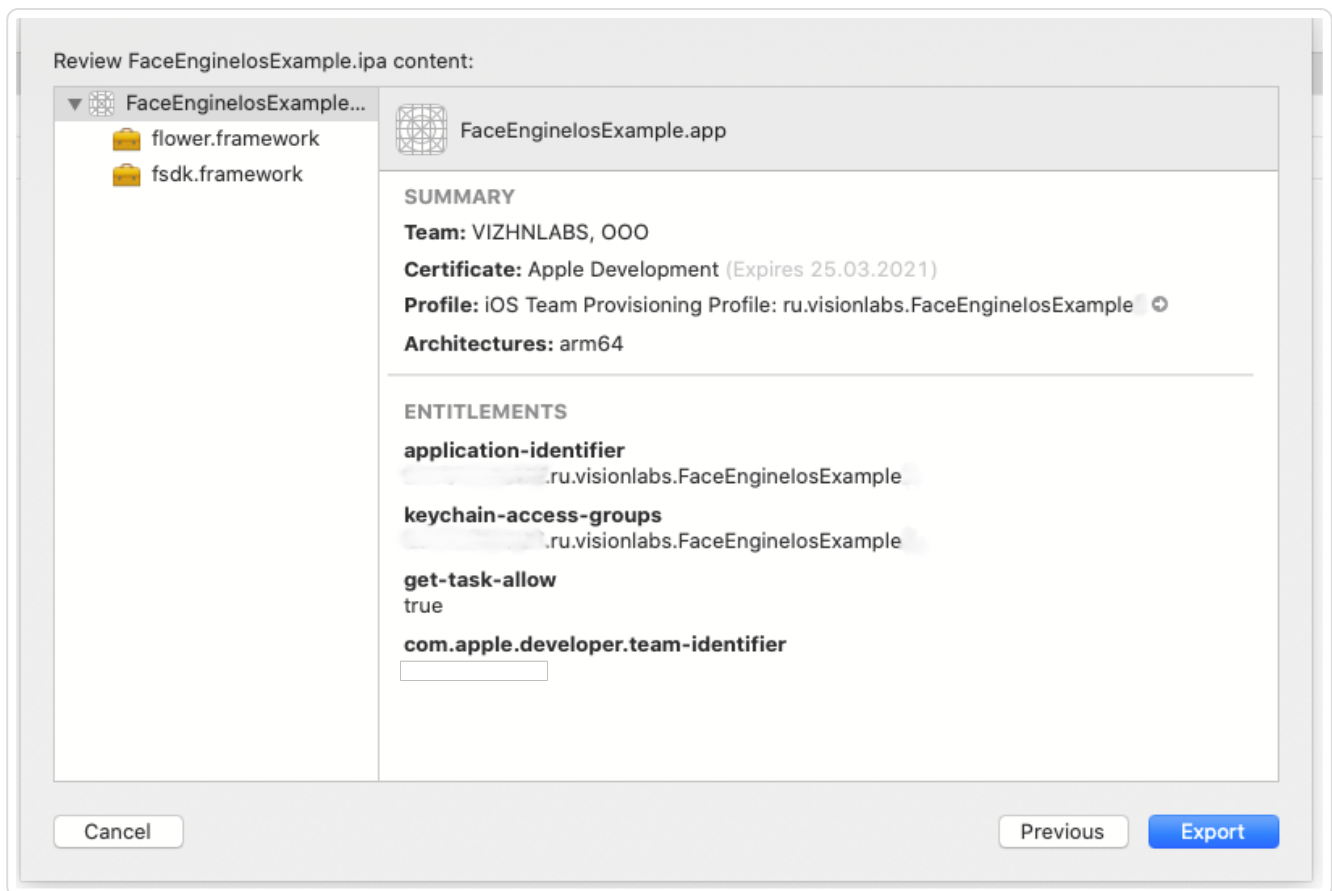 Review FaceEngineIosExample.ipa content:
FaceEngineIosExample...
flower.framework
fsdk.framework
FaceEngineIosExample.app
SUMMARY
Team: VIZHNLABS, OOO
Certificate: Apple Development (Expires 25.03.2021)
Profile: iOS Team Provisioning Profile: ru.visionlabs.FaceEngineIosExample
Architectures: arm64
ENTITLEMENTS
application-identifier
.ru.visionlabs.FaceEngineIosExample
keychain-access-groups
.ru.visionlabs.FaceEngineIosExample
get-task-allow
true
com.apple.developer.team-identifier
Cancel
Previous
Export